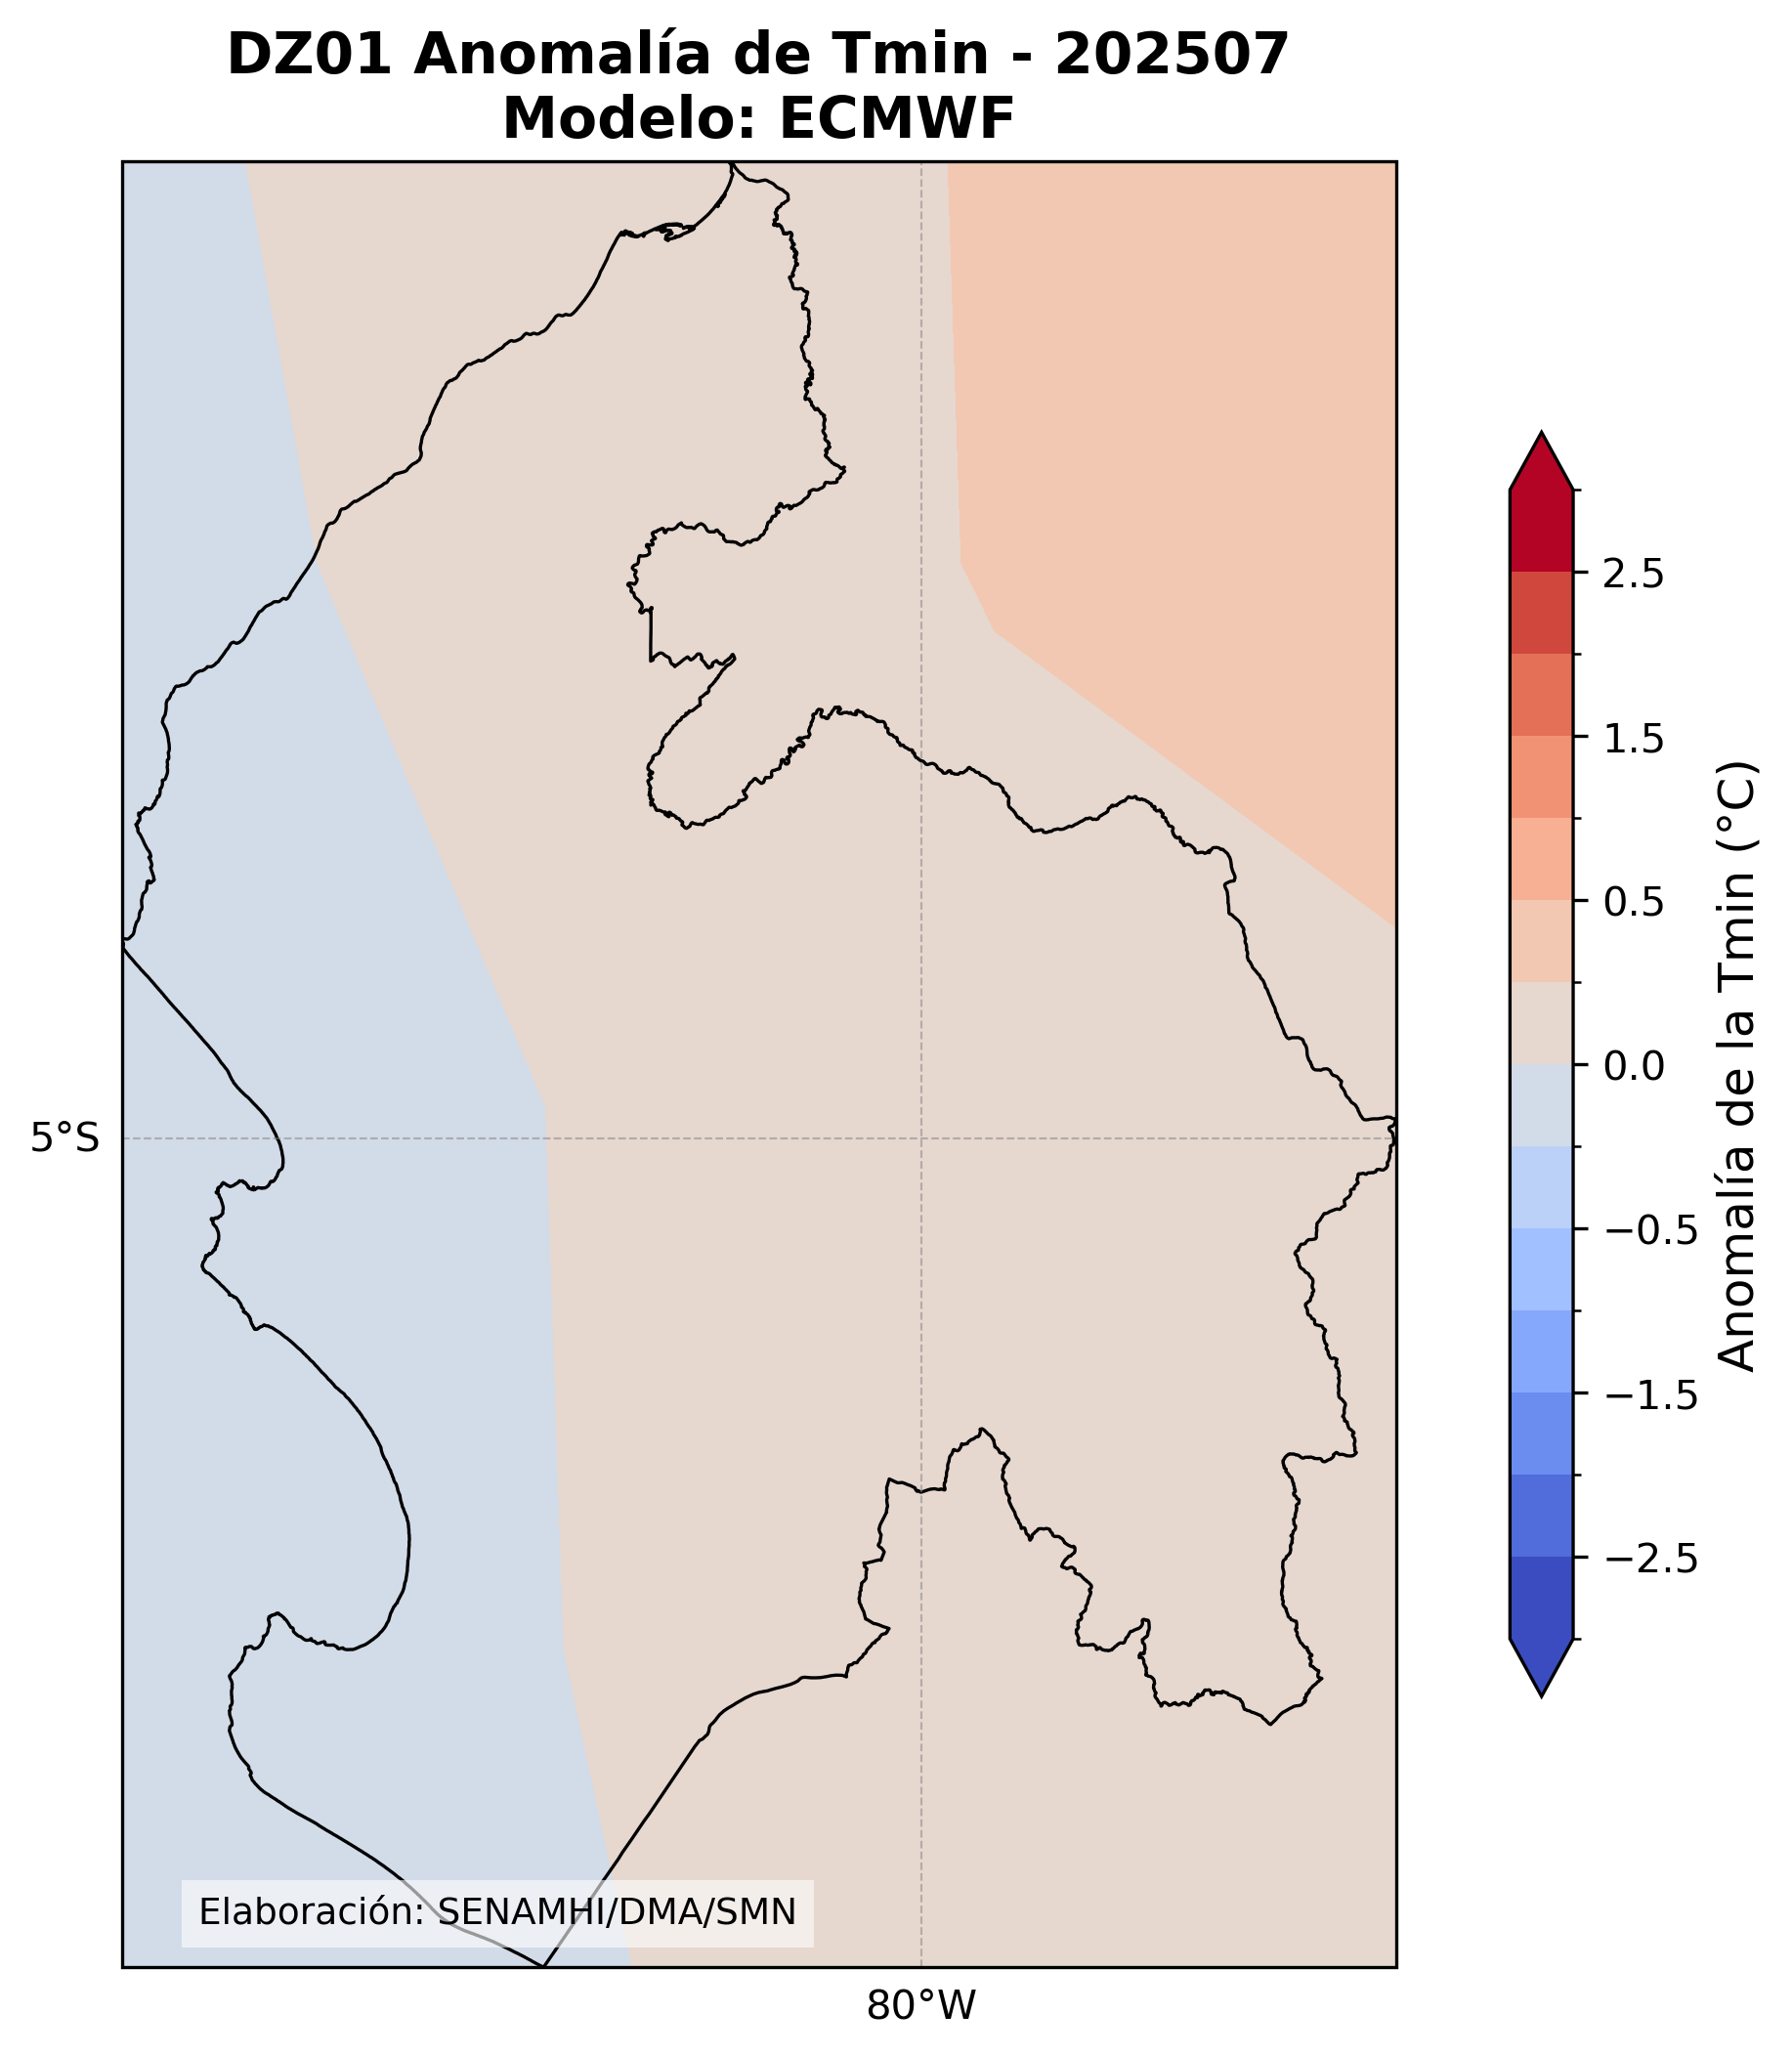 DZ01 Anomalía de Tmin - 202507
Modelo: ECMWF
2.5
1.5
0.5
0.0
−0.5
−1.5
−2.5
Anomalía de la Tmin (°C)
5°S
80°W
Elaboración: SENAMHI/DMA/SMN